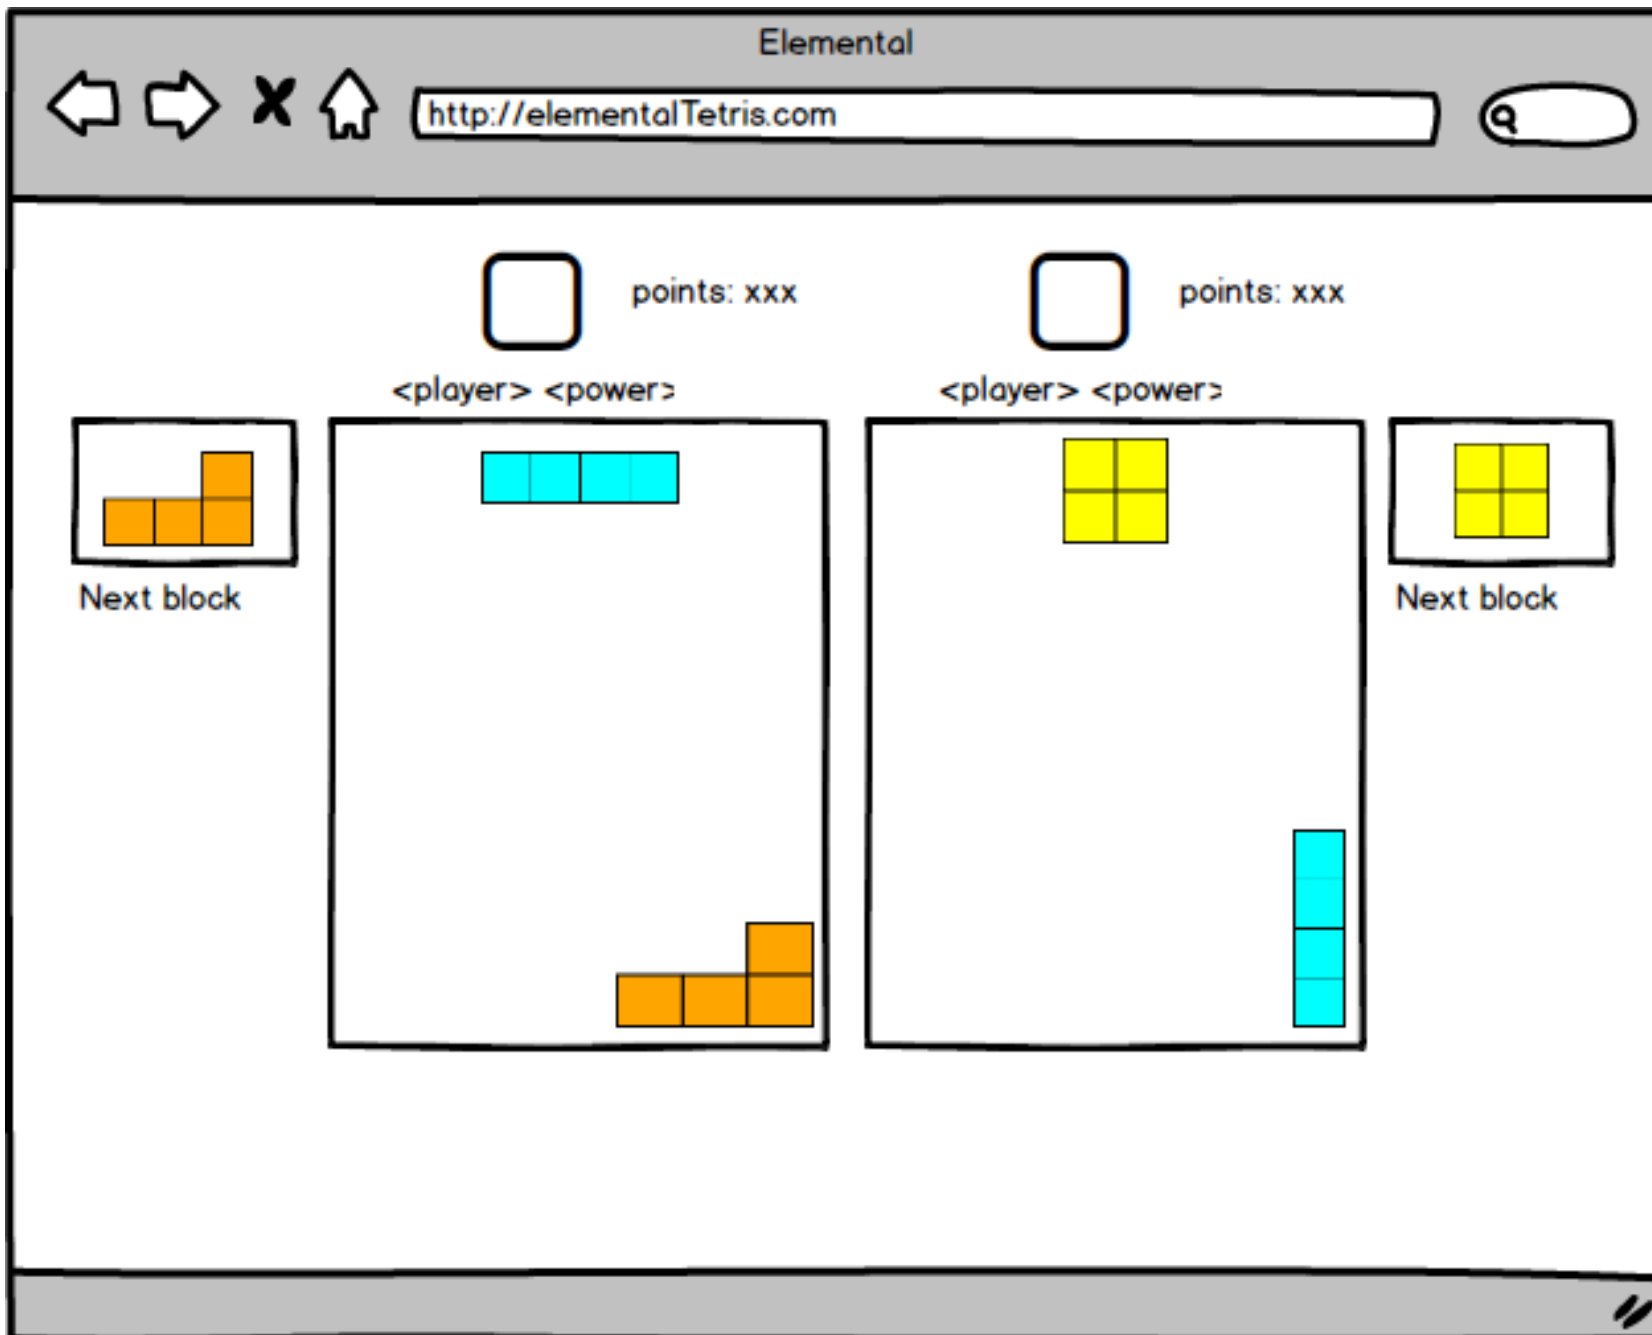 Elemental
http://elementalTetris.com
points: xxx
points: xxx
<player> <power>
<player> <power>
Next block
Next block